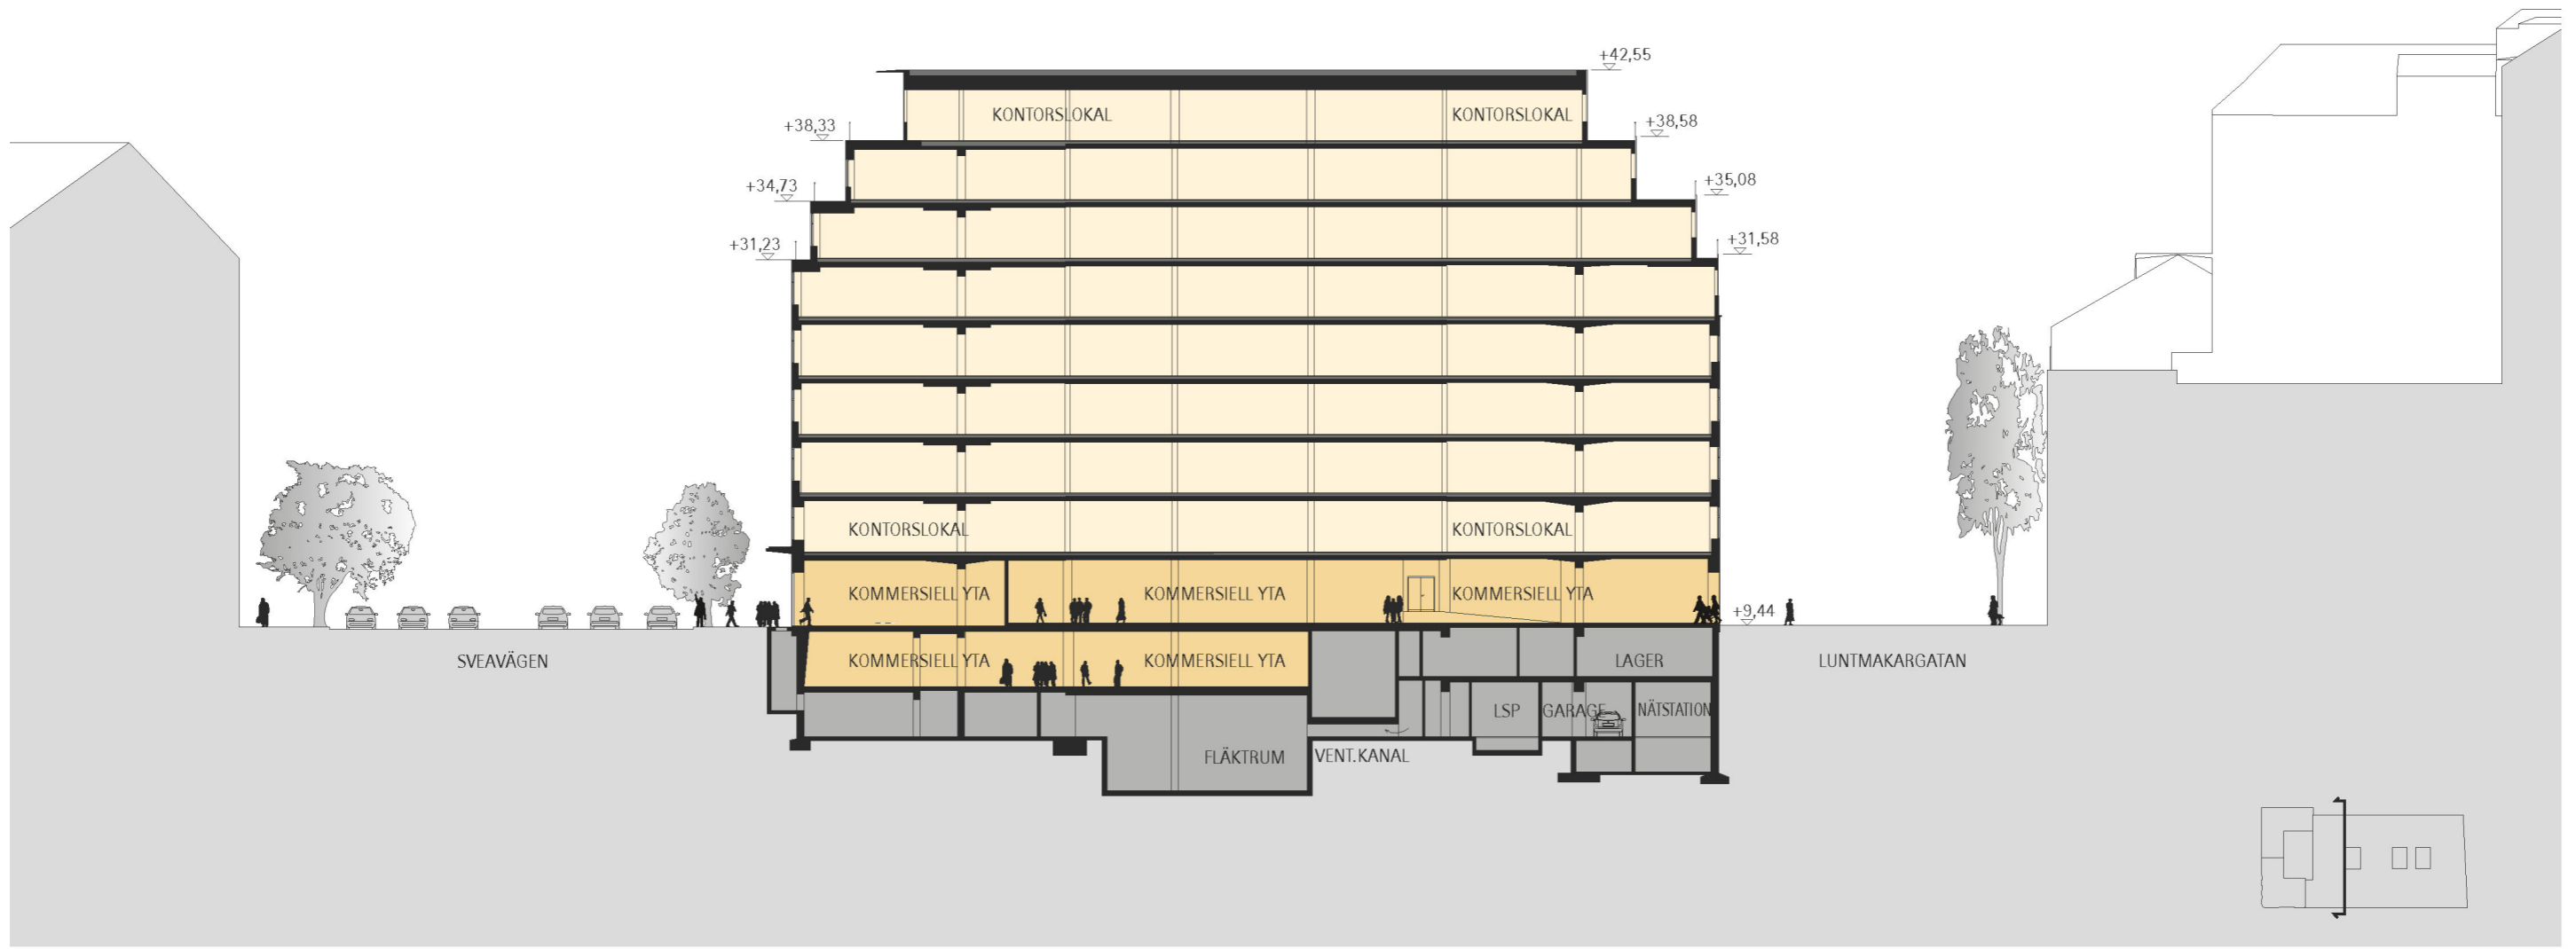 +42,55
KONTORSLOKAL KONTORSLOKAL
+38,33 +38,58
+34,73 +35,08
+31,23 +31,58
KONTORSLOKAL KONTORSLOKAL
KOMMERSIELL YTA KOMMERSIELL YTA KOMMERSIELL YTA
+9,44
SVEAVÄGEN KOMMERSIELL YTA KOMMERSIELL YTA LAGER LUNTMAKARGATAN
LSP GARAGE NÄTSTATION
FLÄKTRUM VENT.KANAL